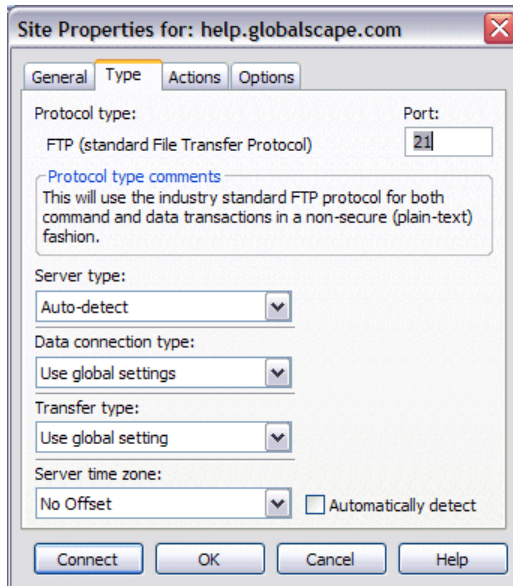 Site Properties for: help.globalscape.com
General Type Actions Options
Protocol type: Port:
FTP (standard File Transfer Protocol) 21
Protocol type comments
This will use the industry standard FTP protocol for both
command and data transactions in a non-secure (plain-text)
fashion.
Server type:
Auto-detect
Data connection type:
Use global settings
Transfer type:
Use global setting
Server time zone:
No Offset Automatically detect
Connect OK Cancel Help